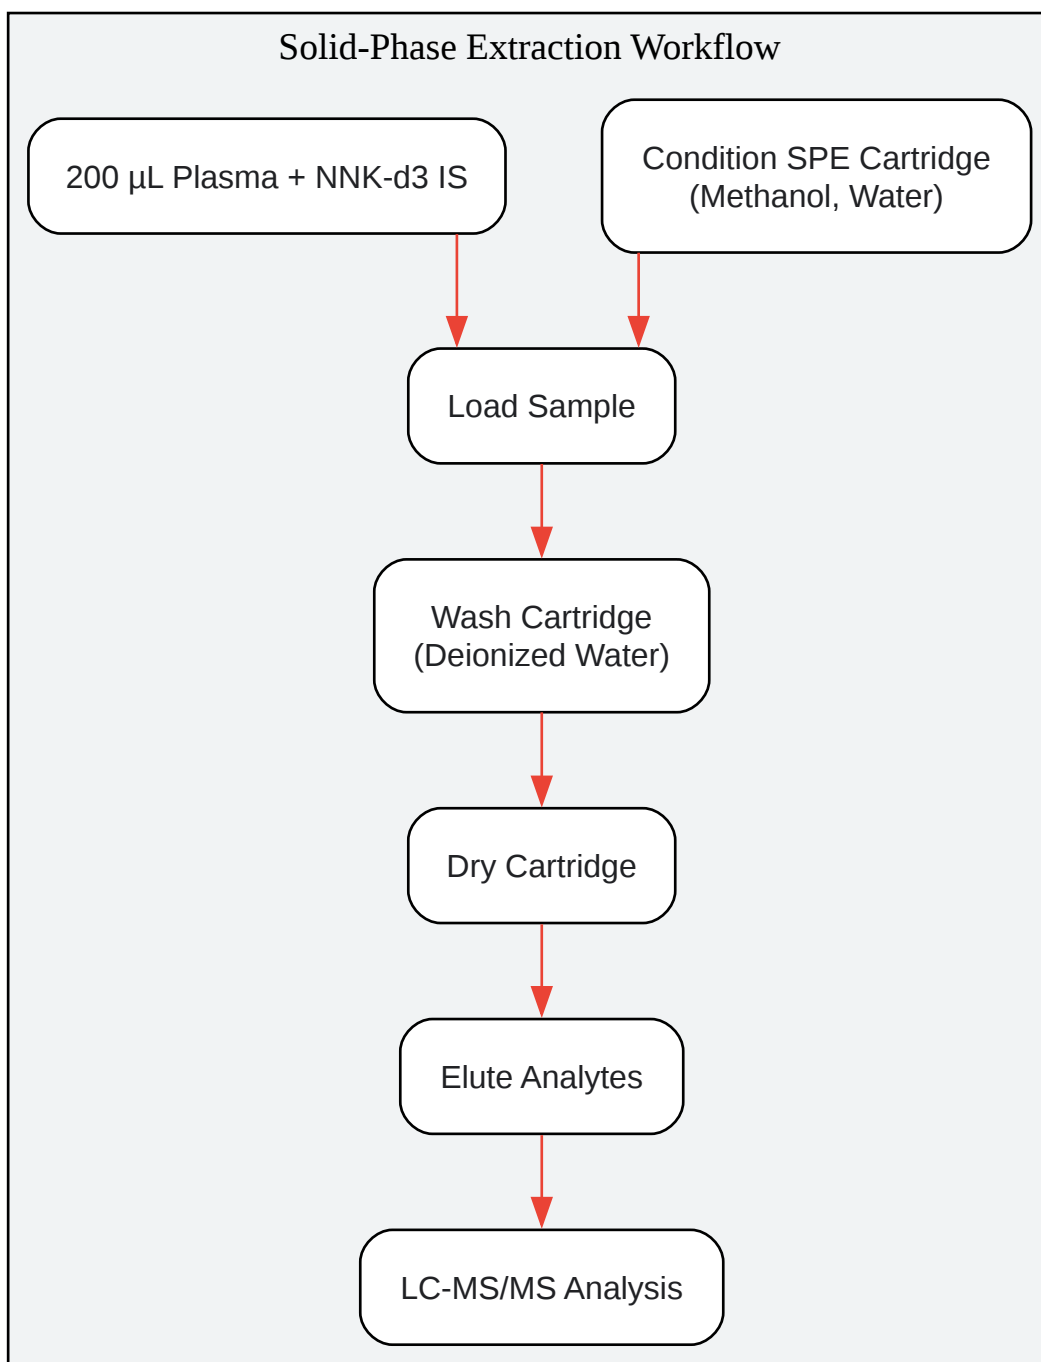 Solid-Phase Extraction Workflow
200 µL Plasma + NNK-d3 IS
Condition SPE Cartridge
(Methanol, Water)
Load Sample
Wash Cartridge
(Deionized Water)
Dry Cartridge
Elute Analytes
LC-MS/MS Analysis